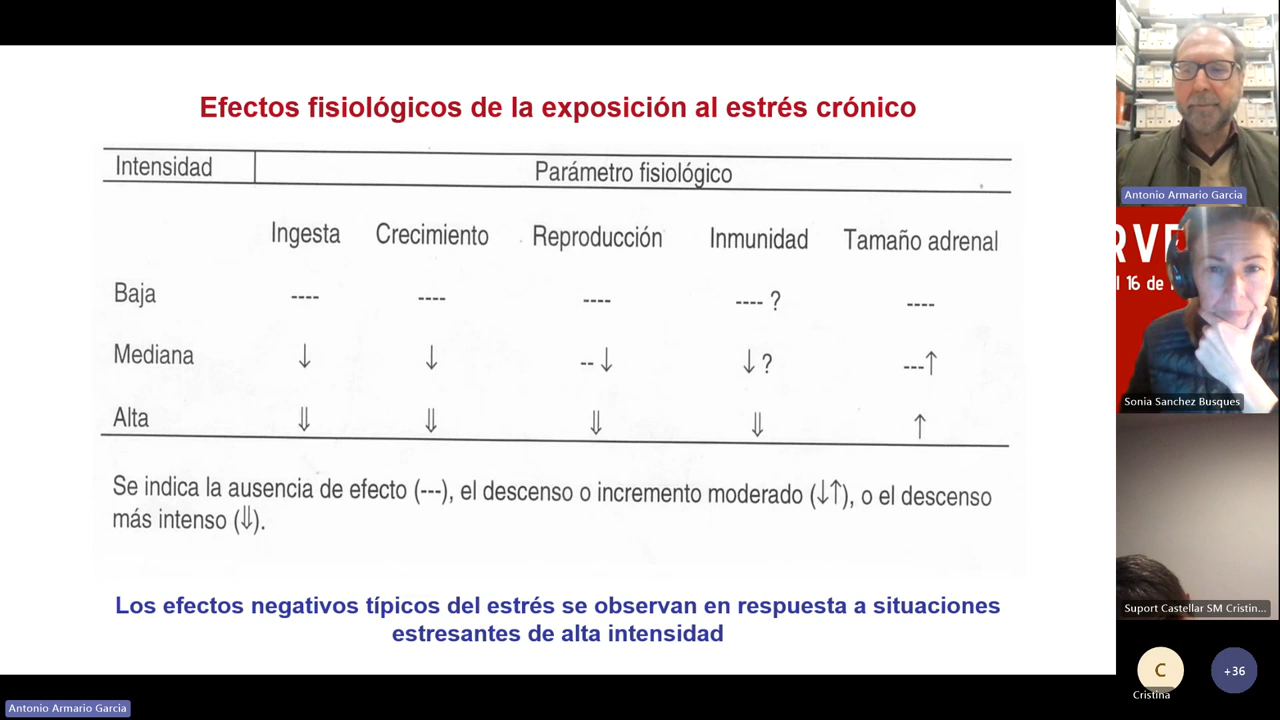 Efectos fisiológicos de la exposición al estrés crónico
Intensidad Parámetro fisiológico
Ingesta Crecimiento Reproducción Inmunidad Tamaño adrenal
Baja ---- ---- ---- ---- ? ----
Mediana ↓ ↓ --↓ ↓? ---↑
Alta ⇓ ⇓ ⇓ ⇓ ↑
Se indica la ausencia de efecto (---), el descenso o incremento moderado (↓↑), o el descenso
más intenso (⇓).
Los efectos negativos típicos del estrés se observan en respuesta a situaciones
estresantes de alta intensidad
Antonio Armario Garcia
Antonio Armario Garcia
l 16 de
Sonia Sanchez Busques
Suport Castellar SM Cristin...
C
+36
Cristina